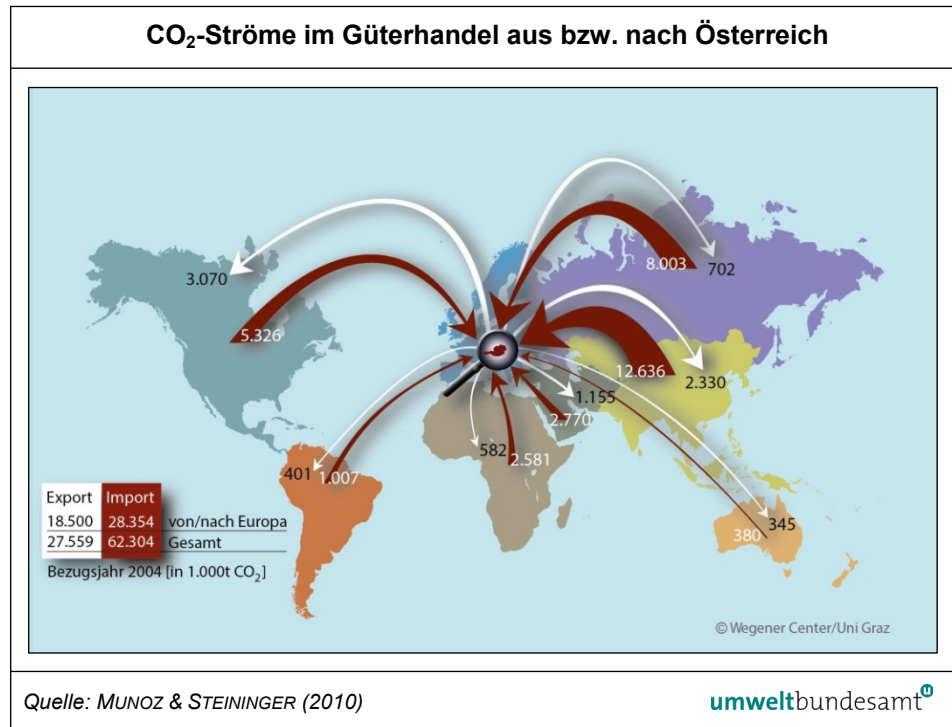 CO₂-Ströme im Güterhandel aus bzw. nach Österreich
3.070
5.326
8.003
702
12.636
2.330
1.155
2.770
582
2.581
401
1.007
380
345
Export Import
18.500 28.354 von/nach Europa
27.559 62.304 Gesamt
Bezugsjahr 2004 [in 1.000t CO₂]
© Wegener Center/Uni Graz
Quelle: MUNOZ & STEININGER (2010)
umweltbundesamt<sup>U</sup>